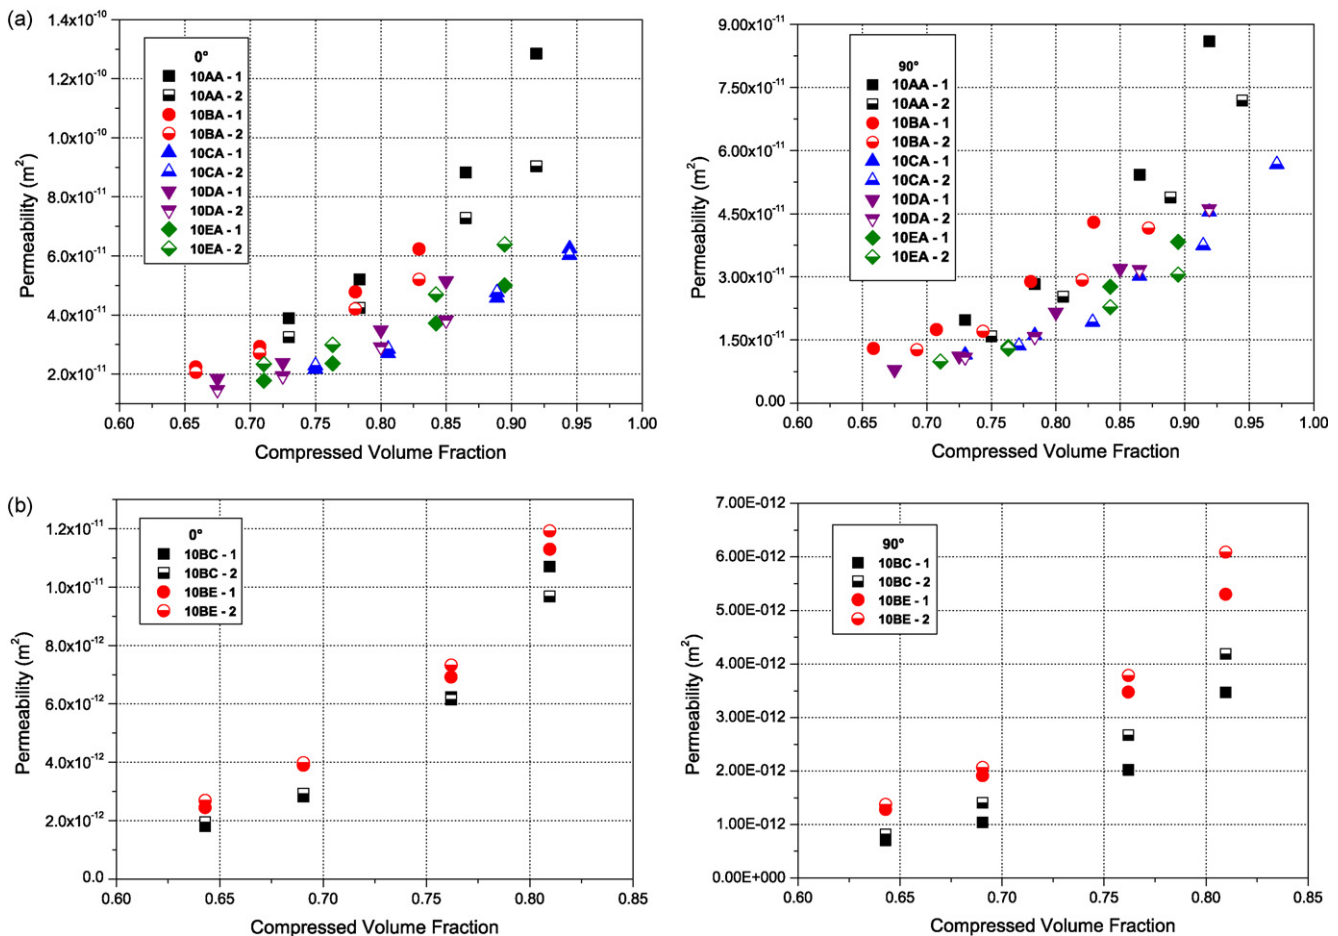 (a)
1.4x10⁻¹⁰
1.2x10⁻¹⁰
1.0x10⁻¹⁰
8.0x10⁻¹¹
6.0x10⁻¹¹
4.0x10⁻¹¹
2.0x10⁻¹¹
Permeability (m²)
0°
10AA - 1
10AA - 2
10BA - 1
10BA - 2
10CA - 1
10CA - 2
10DA - 1
10DA - 2
10EA - 1
10EA - 2
0.60 0.65 0.70 0.75 0.80 0.85 0.90 0.95 1.00
Compressed Volume Fraction
9.00x10⁻¹¹
7.50x10⁻¹¹
6.00x10⁻¹¹
4.50x10⁻¹¹
3.00x10⁻¹¹
1.50x10⁻¹¹
0.00
Permeability (m²)
90°
10AA - 1
10AA - 2
10BA - 1
10BA - 2
10CA - 1
10CA - 2
10DA - 1
10DA - 2
10EA - 1
10EA - 2
0.60 0.65 0.70 0.75 0.80 0.85 0.90 0.95 1.00
Compressed Volume Fraction
(b)
1.2x10⁻¹¹
1.0x10⁻¹¹
8.0x10⁻¹²
6.0x10⁻¹²
4.0x10⁻¹²
2.0x10⁻¹²
0.0
Permeability (m²)
0°
10BC - 1
10BC - 2
10BE - 1
10BE - 2
0.60 0.65 0.70 0.75 0.80 0.85
Compressed Volume Fraction
7.00E-012
6.00E-012
5.00E-012
4.00E-012
3.00E-012
2.00E-012
1.00E-012
0.00E+000
Permeability (m²)
90°
10BC - 1
10BC - 2
10BE - 1
10BE - 2
0.60 0.65 0.70 0.75 0.80 0.85
Compressed Volume Fraction